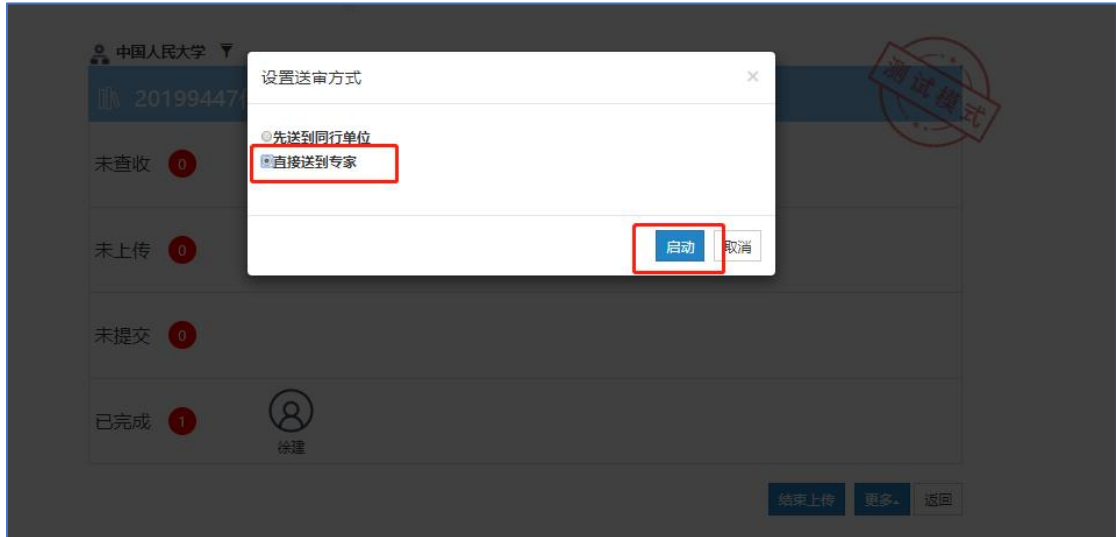 中国人民大学
20199447
设置送审方式
×
测试模式
先送到同行单位
直接送到专家
启动
取消
未查收 0
未上传 0
未提交 0
已完成 1
徐建
结束上传
更多
返回